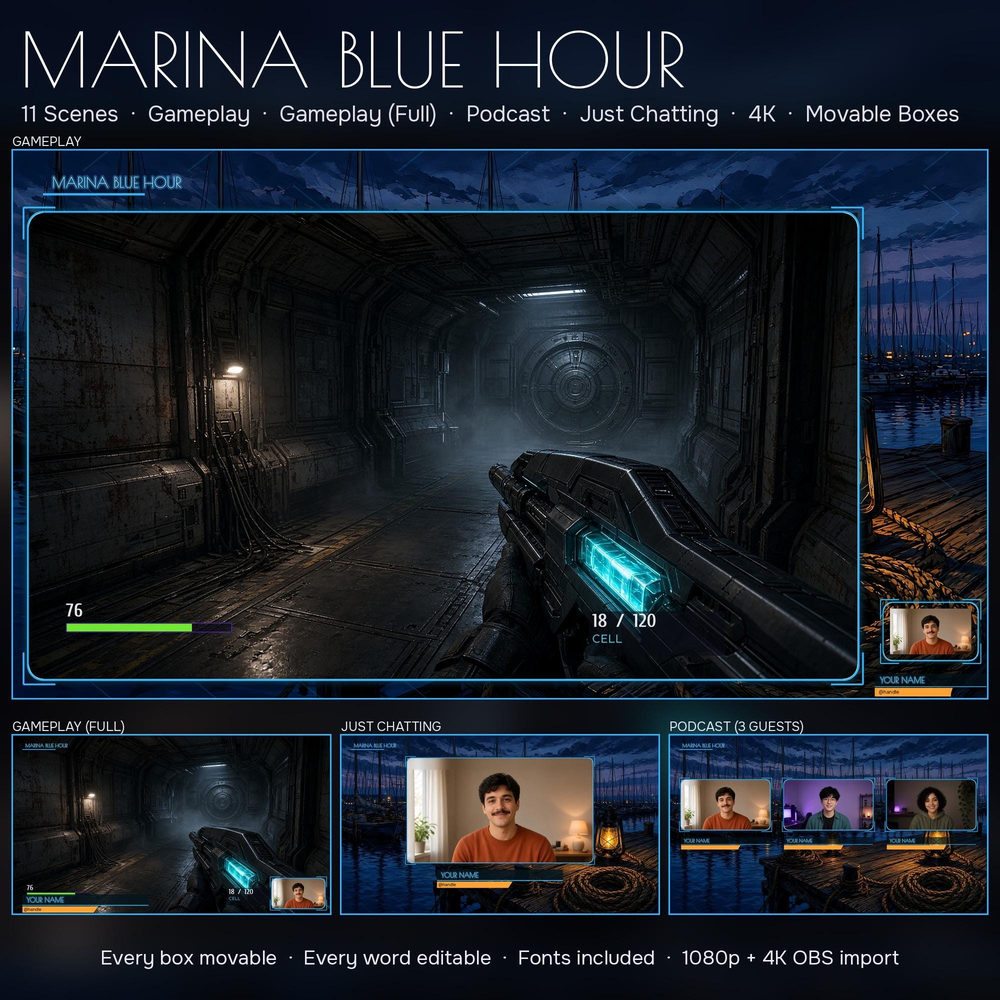 MARINA BLUE HOUR
11 Scenes · Gameplay · Gameplay (Full) · Podcast · Just Chatting · 4K · Movable Boxes
GAMEPLAY
MARINA BLUE HOUR
76
18 / 120
CELL
YOUR NAME
@handle
GAMEPLAY (FULL)
MARINA BLUE HOUR
76
18 / 120
CELL
YOUR NAME
@handle
JUST CHATTING
MARINA BLUE HOUR
YOUR NAME
@handle
PODCAST (3 GUESTS)
MARINA BLUE HOUR
YOUR NAME
YOUR NAME
YOUR NAME
Every box movable · Every word editable · Fonts included · 1080p + 4K OBS import